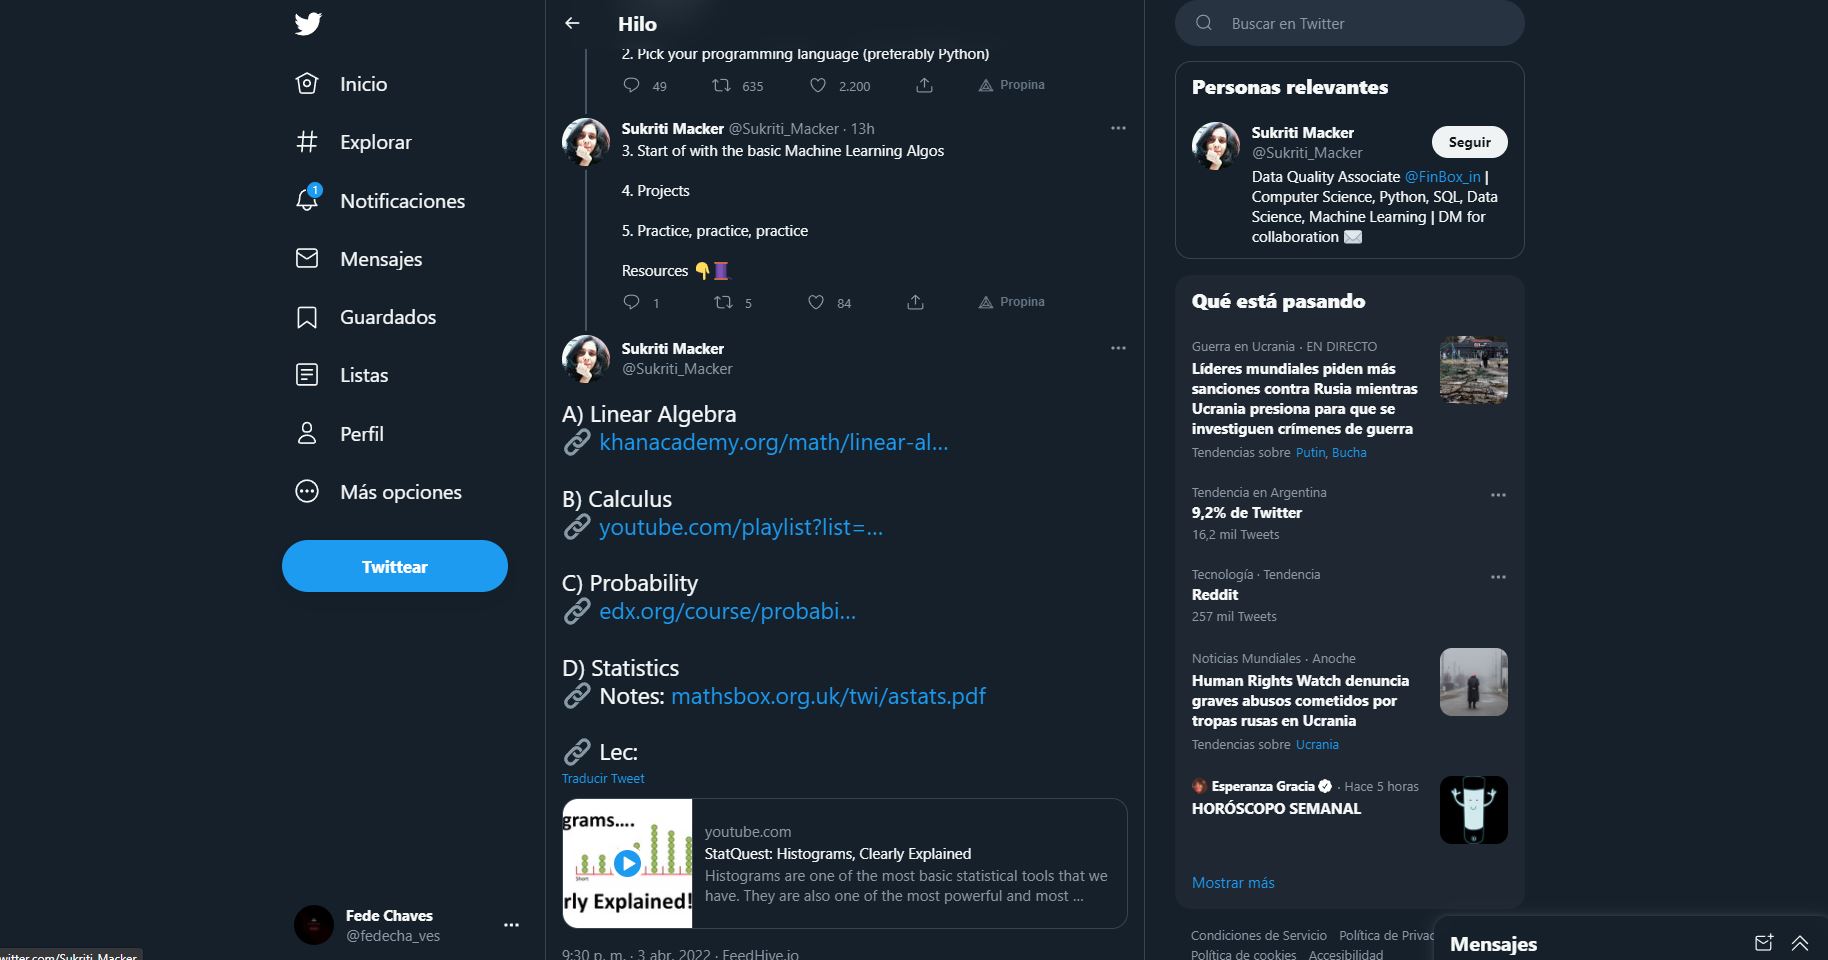 Inicio
Explorar
1
Notificaciones
Mensajes
Guardados
Listas
Perfil
Más opciones
Twittear
Fede Chaves
@fedecha_ves
Hilo
2. Pick your programming language (preferably Python)
49 635 2.200 Propina
Sukriti Macker @Sukriti_Macker · 13h
3. Start of with the basic Machine Learning Algos
4. Projects
5. Practice, practice, practice
Resources 👇🧵
1 5 84 Propina
Sukriti Macker
@Sukriti_Macker
A) Linear Algebra
🔗 khanacademy.org/math/linear-al...
B) Calculus
🔗 youtube.com/playlist?list=...
C) Probability
🔗 edx.org/course/probabi...
D) Statistics
🔗 Notes: mathsbox.org.uk/twi/astats.pdf
🔗 Lec:
Traducir Tweet
grams....
Short
rly Explained!
youtube.com
StatQuest: Histograms, Clearly Explained
Histograms are one of the most basic statistical tools that we
have. They are also one of the most powerful and most ...
9:30 p. m. · 3 abr. 2022 · FeedHive.io
Buscar en Twitter
Personas relevantes
Sukriti Macker
@Sukriti_Macker
Seguir
Data Quality Associate @FinBox_in |
Computer Science, Python, SQL, Data
Science, Machine Learning | DM for
collaboration ✉️
Qué está pasando
Guerra en Ucrania · EN DIRECTO
Líderes mundiales piden más
sanciones contra Rusia mientras
Ucrania presiona para que se
investiguen crímenes de guerra
Tendencias sobre Putin, Bucha
Tendencia en Argentina
9,2% de Twitter
16,2 mil Tweets
Tecnología · Tendencia
Reddit
257 mil Tweets
Noticias Mundiales · Anoche
Human Rights Watch denuncia
graves abusos cometidos por
tropas rusas en Ucrania
Tendencias sobre Ucrania
Esperanza Gracia · Hace 5 horas
HORÓSCOPO SEMANAL
Mostrar más
Condiciones de Servicio Política de Privac
Política de cookies Accesibilidad
Mensajes
witter.com/Sukriti_Macker